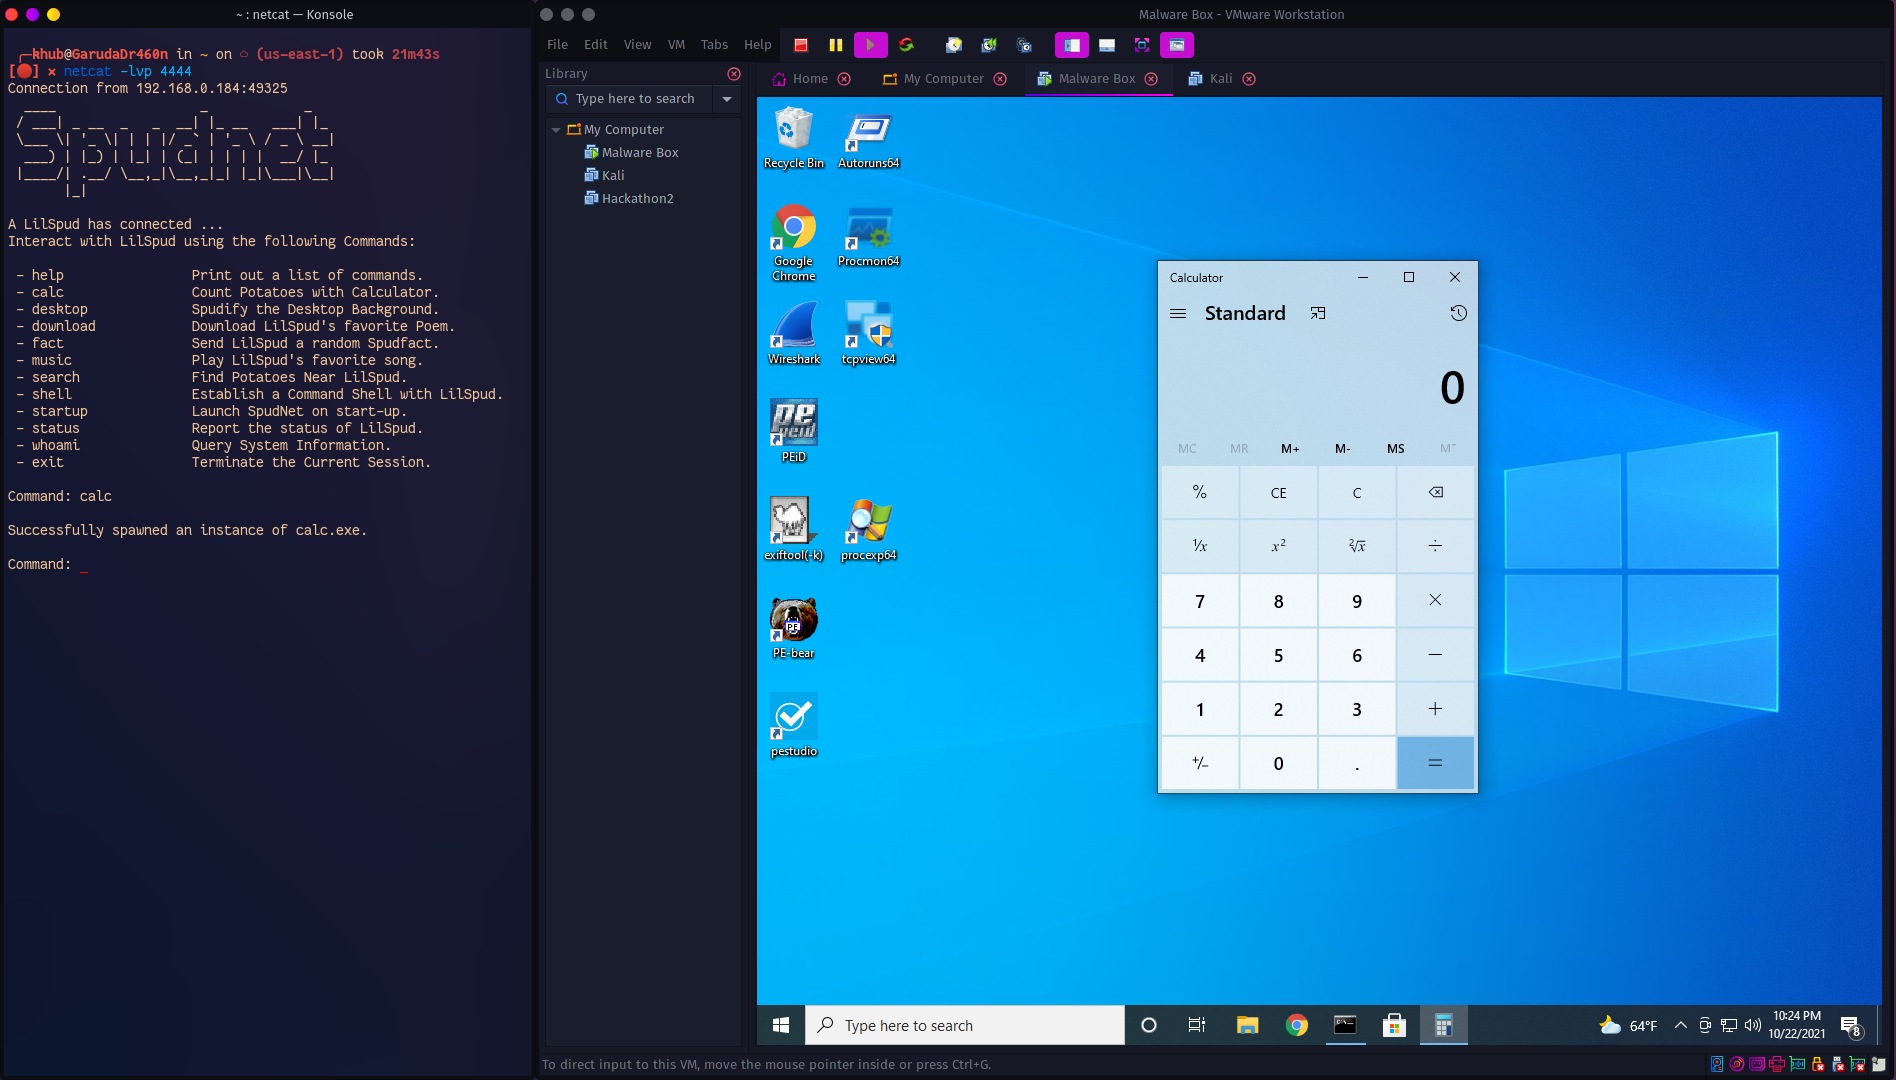 ~ : netcat — Konsole
khub@GarudaDr460n in ~ on (us-east-1) took 21m43s
[🔴] × netcat -lvp 4444
Connection from 192.168.0.184:49325
Spudnet
A LilSpud has connected ...
Interact with LilSpud using the following Commands:
- help Print out a list of commands.
- calc Count Potatoes with Calculator.
- desktop Spudify the Desktop Background.
- download Download LilSpud's favorite Poem.
- fact Send LilSpud a random Spudfact.
- music Play LilSpud's favorite song.
- search Find Potatoes Near LilSpud.
- shell Establish a Command Shell with LilSpud.
- startup Launch SpudNet on start-up.
- status Report the status of LilSpud.
- whoami Query System Information.
- exit Terminate the Current Session.
Command: calc
Successfully spawned an instance of calc.exe.
Command: _
Malware Box - VMware Workstation
File Edit View VM Tabs Help
Library
Type here to search
My Computer
Malware Box
Kali
Hackathon2
Home My Computer Malware Box Kali
Recycle Bin Autoruns64
Google Chrome Procmon64
Wireshark tcpview64
PEiD
exiftool(-k) procexp64
PE-bear
pestudio
Calculator
Standard
0
MC MR M+ M- MS M˅
% CE C
1/x x² ²√x ÷
7 8 9 ×
4 5 6 −
1 2 3 +
+/− 0 . =
Type here to search
64°F
10:24 PM
10/22/2021
8
To direct input to this VM, move the mouse pointer inside or press Ctrl+G.